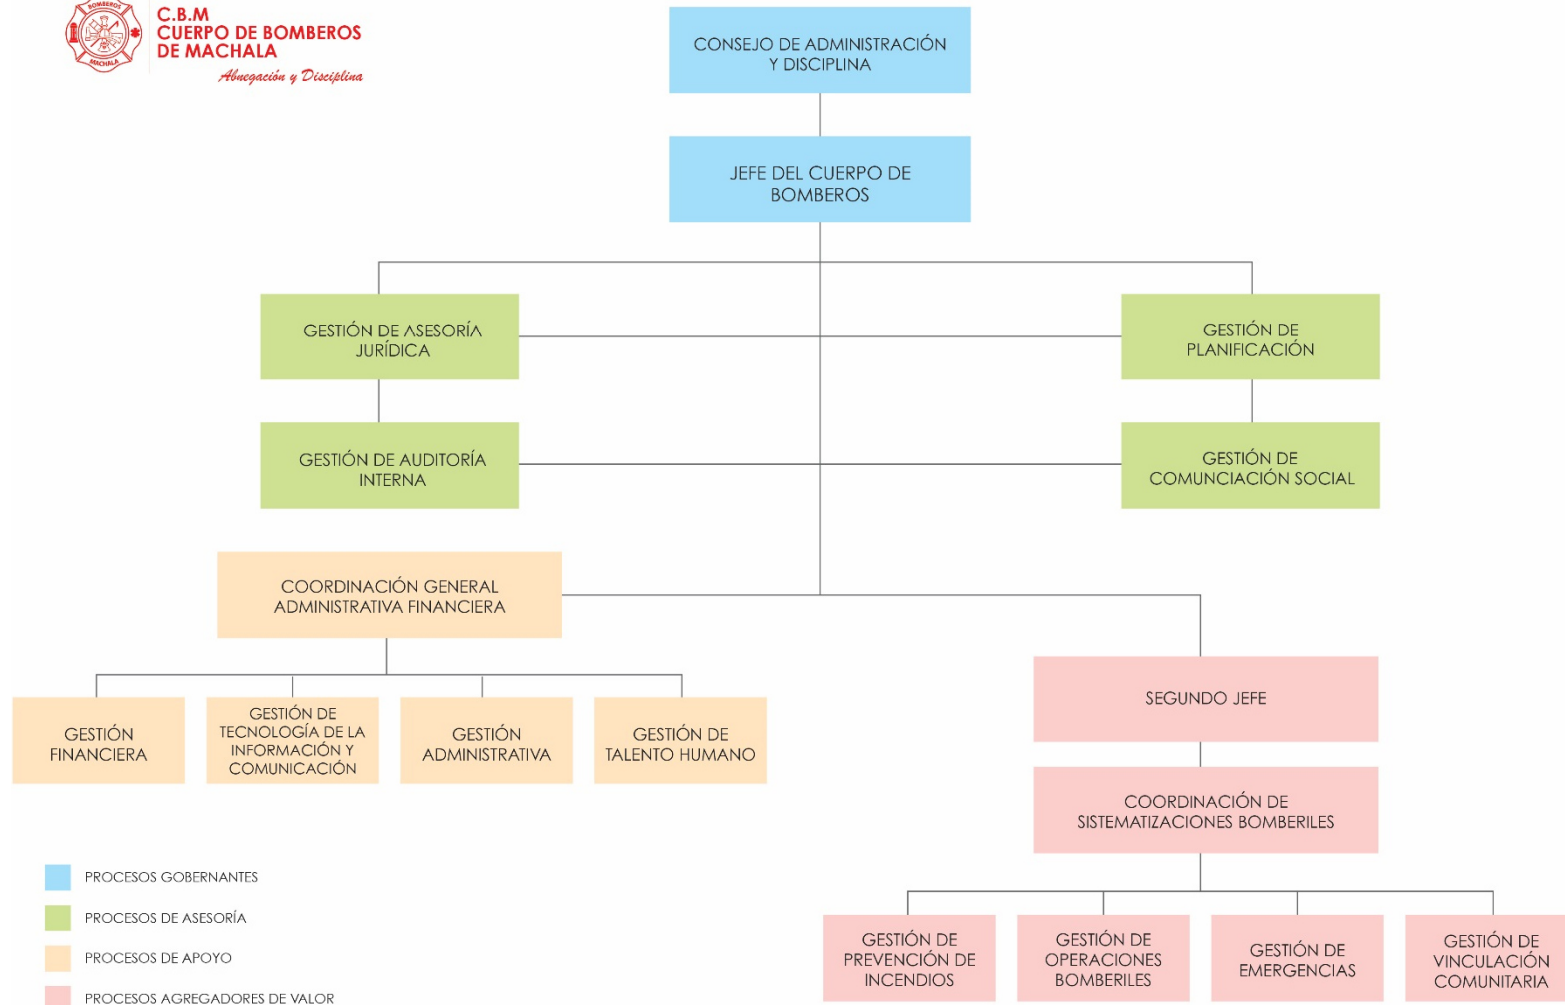 BOMBEROS
MACHALA
C.B.M
CUERPO DE BOMBEROS
DE MACHALA
Abnegación y Disciplina
CONSEJO DE ADMINISTRACIÓN
Y DISCIPLINA
JEFE DEL CUERPO DE
BOMBEROS
GESTIÓN DE ASESORÍA
JURÍDICA
GESTIÓN DE
PLANIFICACIÓN
GESTIÓN DE AUDITORÍA
INTERNA
GESTIÓN DE
COMUNCIACIÓN SOCIAL
COORDINACIÓN GENERAL
ADMINISTRATIVA FINANCIERA
GESTIÓN
FINANCIERA
GESTIÓN DE
TECNOLOGÍA DE LA
INFORMACIÓN Y
COMUNICACIÓN
GESTIÓN
ADMINISTRATIVA
GESTIÓN DE
TALENTO HUMANO
SEGUNDO JEFE
COORDINACIÓN DE
SISTEMATIZACIONES BOMBERILES
GESTIÓN DE
PREVENCIÓN DE
INCENDIOS
GESTIÓN DE
OPERACIONES
BOMBERILES
GESTIÓN DE
EMERGENCIAS
GESTIÓN DE
VINCULACIÓN
COMUNITARIA
PROCESOS GOBERNANTES
PROCESOS DE ASESORÍA
PROCESOS DE APOYO
PROCESOS AGREGADORES DE VALOR